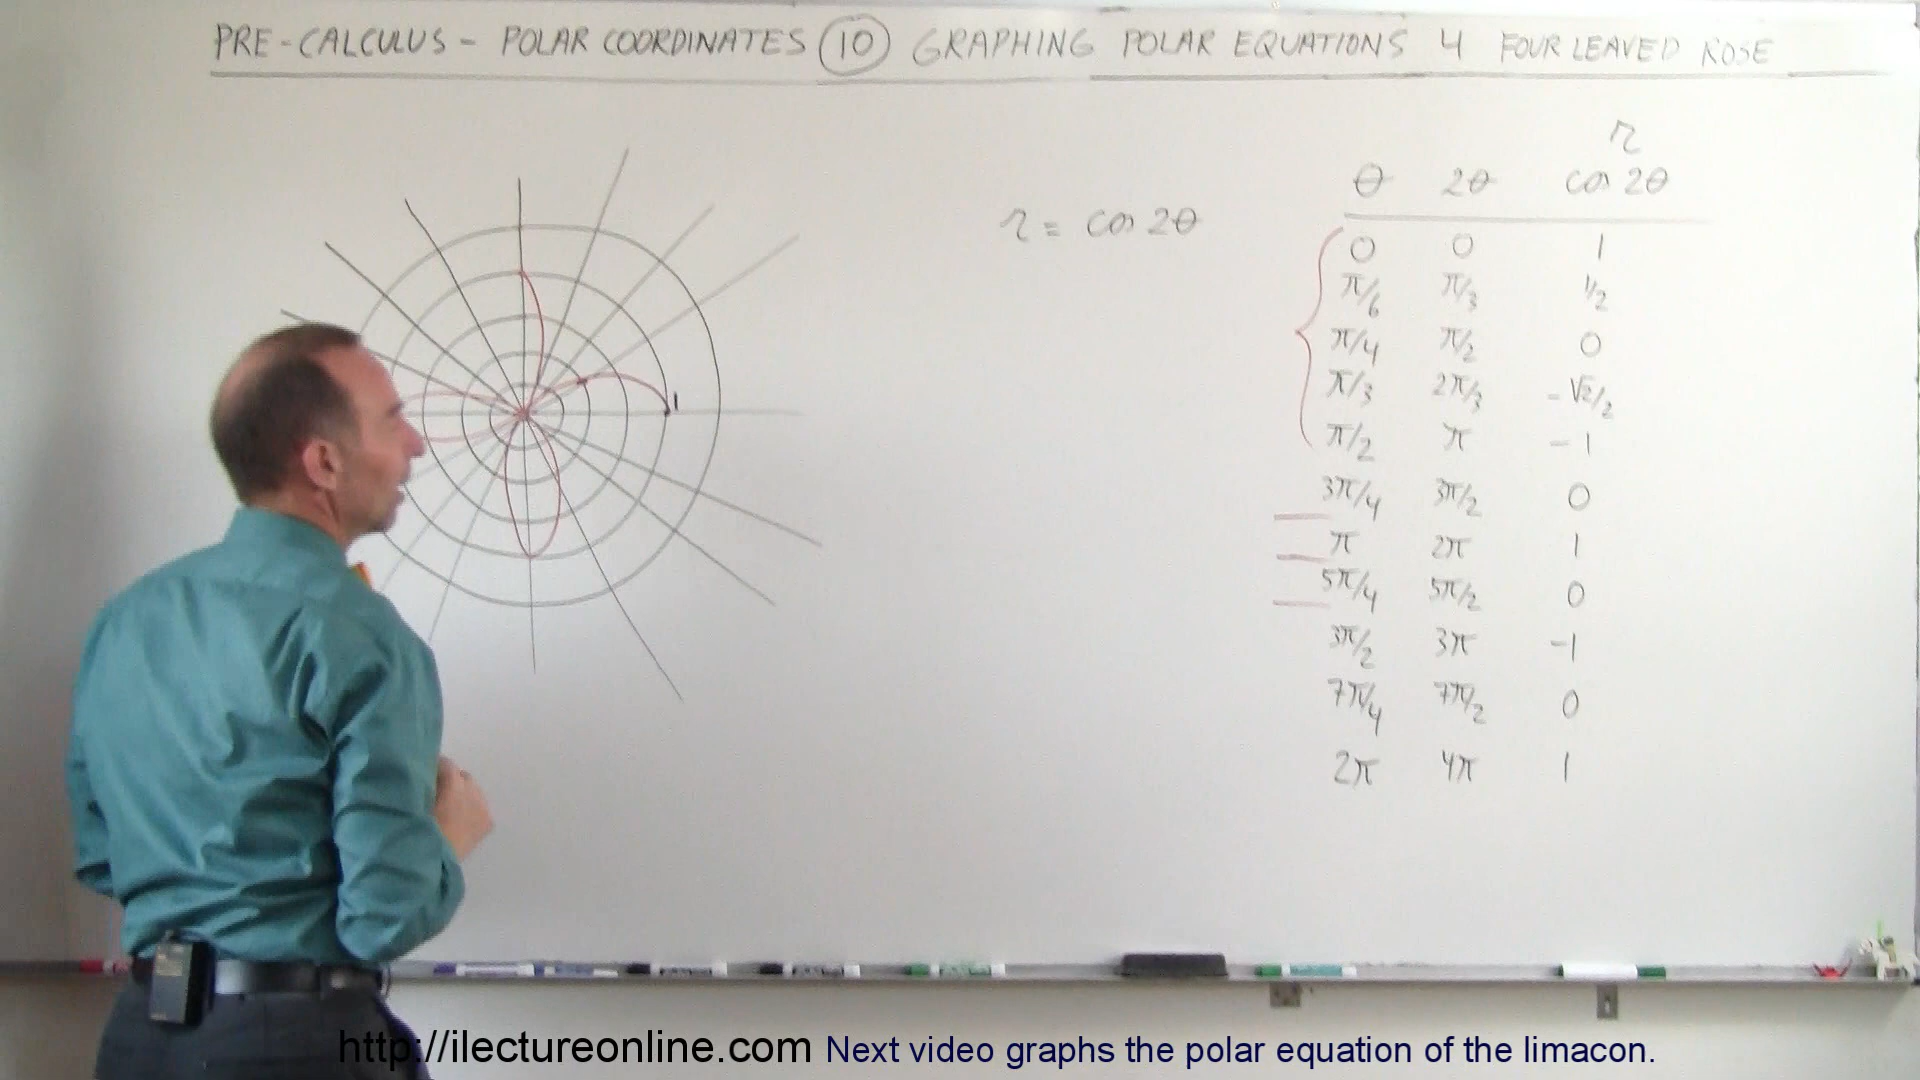 PRE-CALCULUS - POLAR COORDINATES 10 GRAPHING POLAR EQUATIONS 4 FOUR LEAVED ROSE
r
θ 2θ cos 2θ
r = cos 2θ
0 0 1
π/6 π/3 1/2
π/4 π/2 0
π/3 2π/3 -√2/2
1
π/2 π -1
3π/4 3π/2 0
π 2π 1
5π/4 5π/2 0
3π/2 3π -1
7π/4 7π/2 0
2π 4π 1
http://ilectureonline.com Next video graphs the polar equation of the limacon.